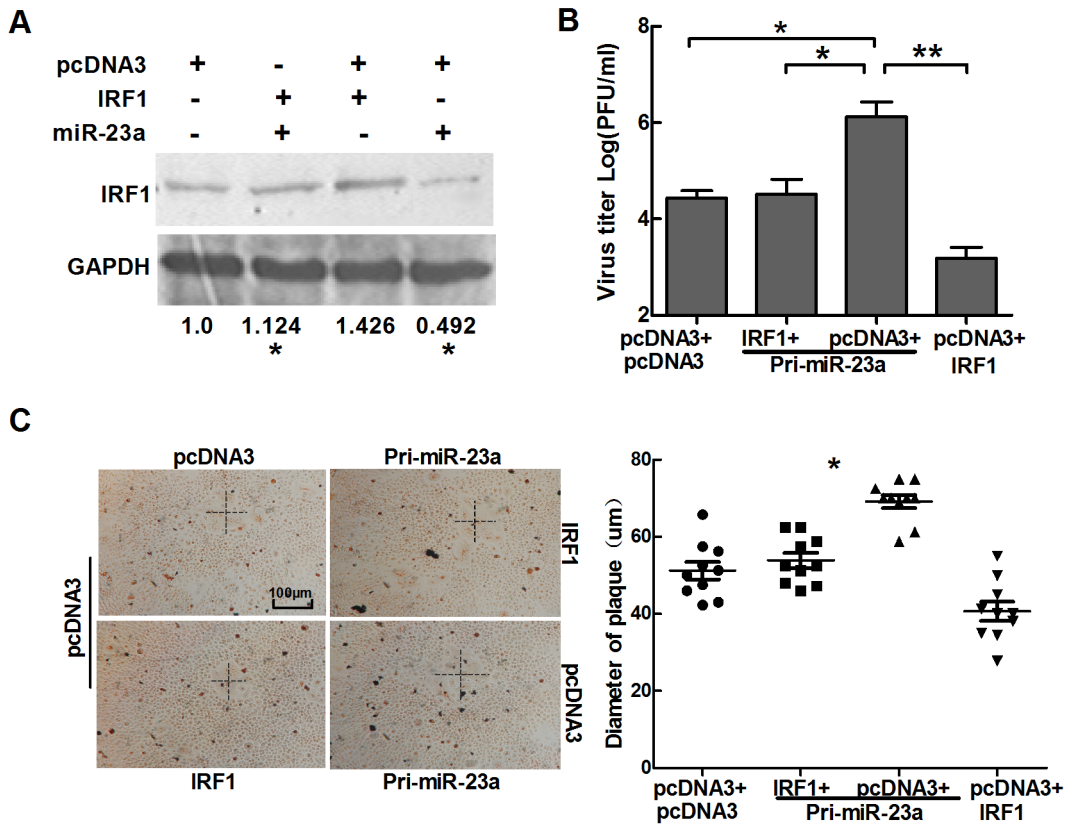 A
pcDNA3 + - + +
IRF1 - + + -
miR-23a - + - +
IRF1
GAPDH
1.0 1.124 1.426 0.492
* *
B
Virus titer Log(PFU/ml)
8
6
4
2
*
* **
pcDNA3+ IRF1+ pcDNA3+ pcDNA3+
pcDNA3 Pri-miR-23a IRF1
C
pcDNA3 Pri-miR-23a
pcDNA3
IRF1
100μm
pcDNA3
IRF1 Pri-miR-23a
Diameter of plaque (um)
80
60
40
20
0
*
pcDNA3+ IRF1+ pcDNA3+ pcDNA3+
pcDNA3 Pri-miR-23a IRF1